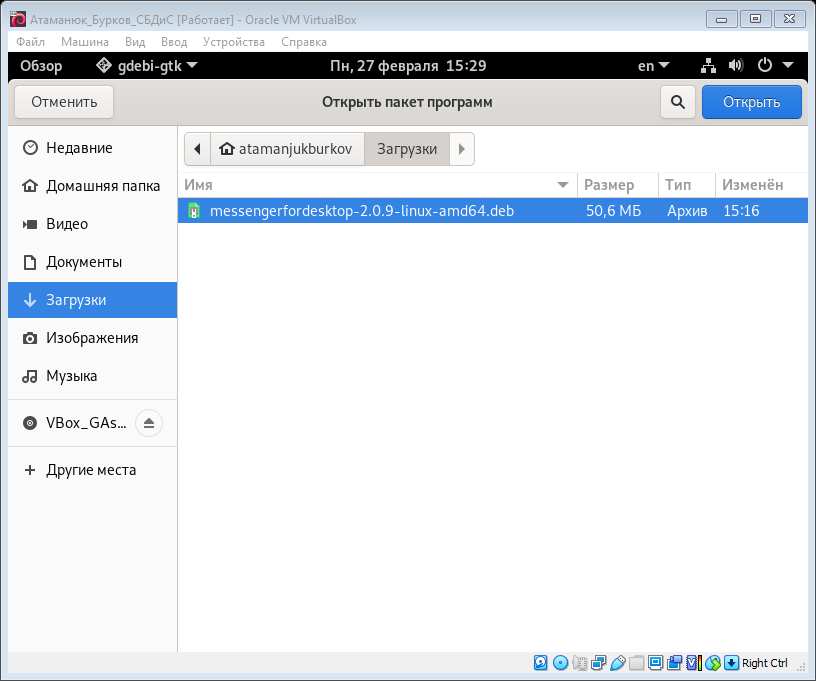 Атаманюк_Бурков_СБДиС [Работает] - Oracle VM VirtualBox
Файл Машина Вид Ввод Устройства Справка
Обзор gdebi-gtk Пн, 27 февраля 15:29 en
Отменить Открыть пакет программ Открыть
Недавние
Домашняя папка
Видео
Документы
Загрузки
Изображения
Музыка
VBox_GAs...
Другие места
atamanjukburkov Загрузки
Имя Размер Тип Изменён
messengerfordesktop-2.0.9-linux-amd64.deb 50,6 МБ Архив 15:16
Right Ctrl